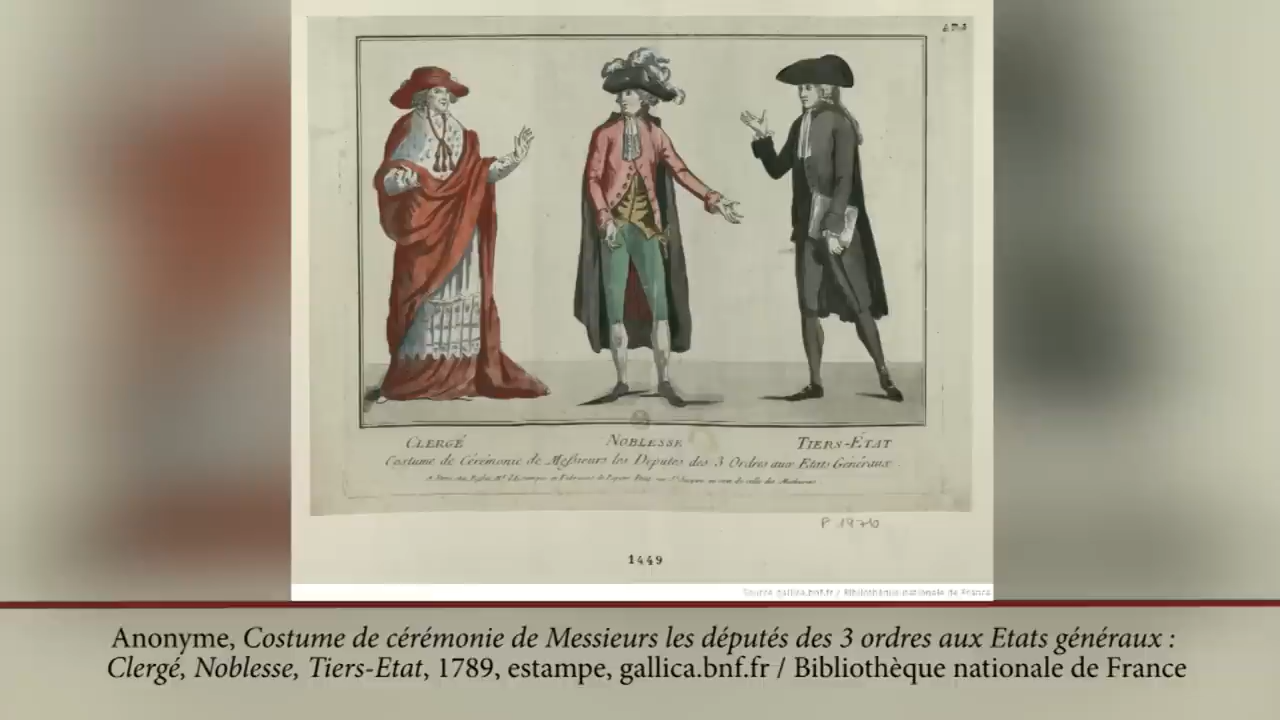 CLERGÉ NOBLESSE TIERS-ÉTAT
Costume de Cérémonie de Messieurs les Députés des 3 Ordres aux Etats Généraux.
P 1970
1449
Source gallica.bnf.fr / Bibliothèque nationale de France
Anonyme, Costume de cérémonie de Messieurs les députés des 3 ordres aux Etats généraux :
Clergé, Noblesse, Tiers-Etat, 1789, estampe, gallica.bnf.fr / Bibliothèque nationale de France